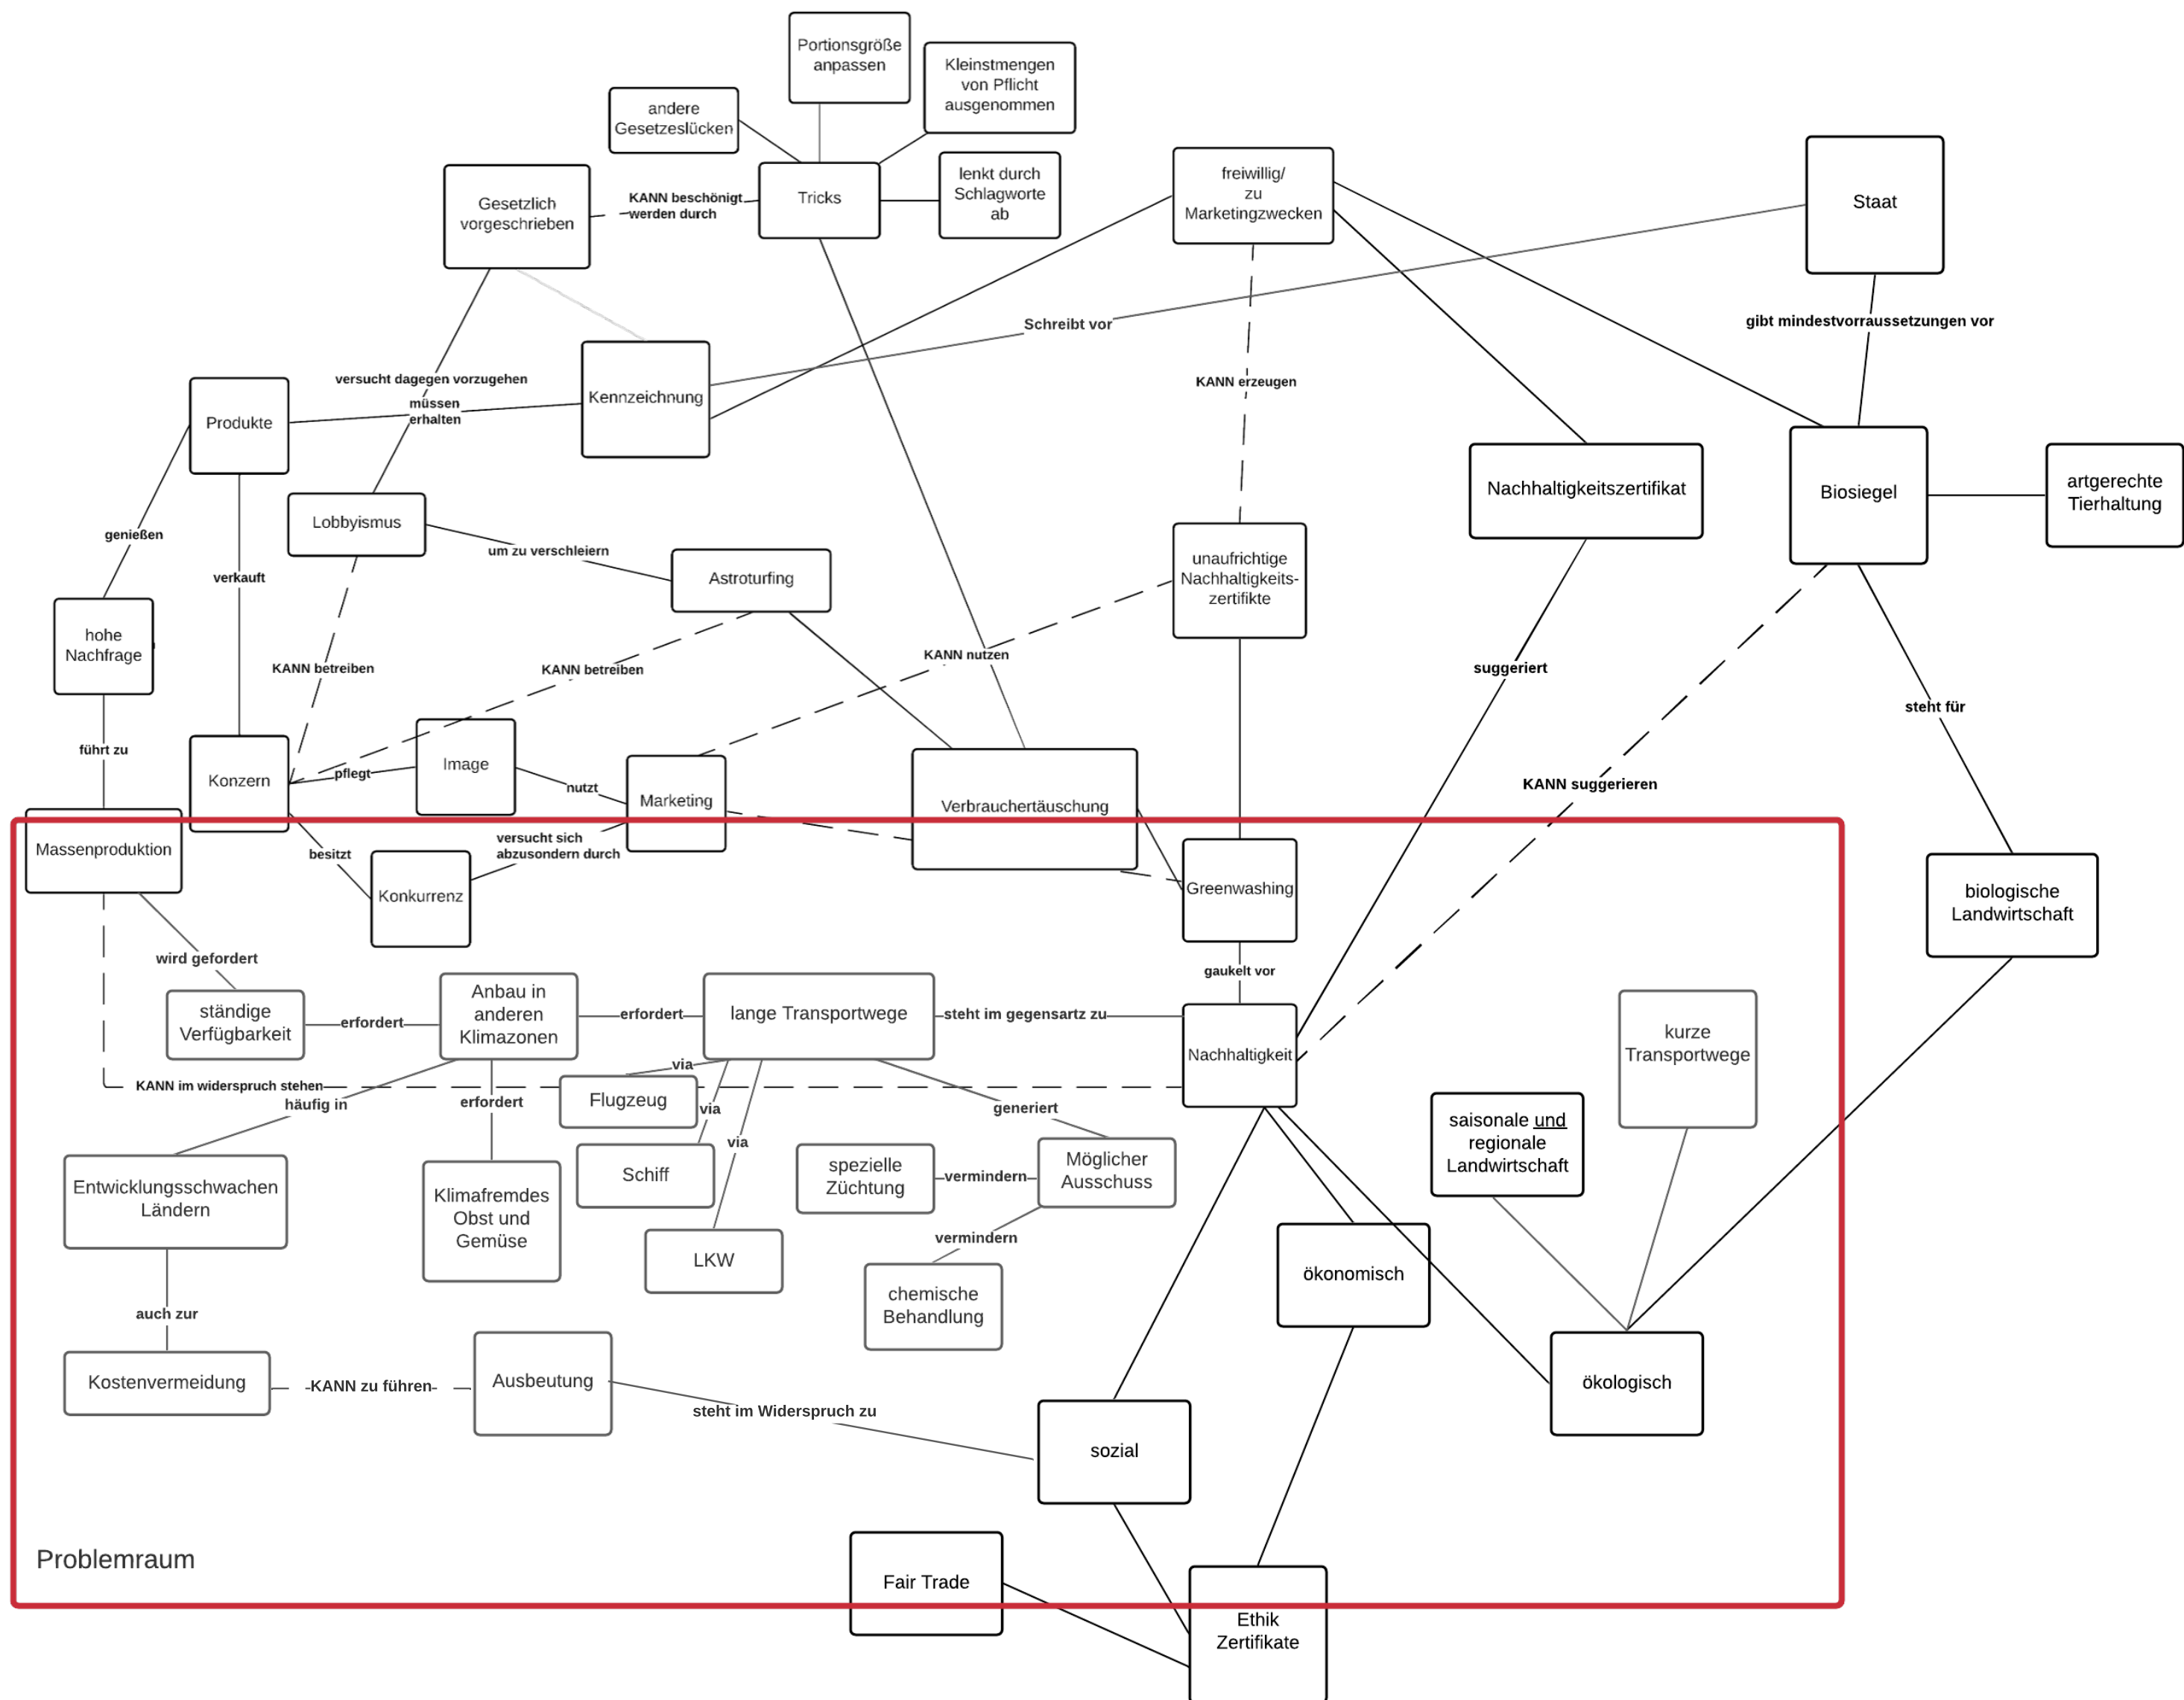 Portionsgröße
anpassen
Kleinstmengen
von Pflicht
ausgenommen
andere
Gesetzeslücken
Tricks
lenkt durch
Schlagworte
ab
Gesetzlich
vorgeschrieben
KANN beschönigt
werden durch
freiwillig/
zu
Marketingzwecken
Staat
Schreibt vor
gibt mindestvorraussetzungen vor
versucht dagegen vorzugehen
müssen
erhalten
Kennzeichnung
KANN erzeugen
Produkte
Nachhaltigkeitszertifikat
Biosiegel
artgerechte
Tierhaltung
Lobbyismus
genießen
um zu verschleiern
verkauft
Astroturfing
unaufrichtige
Nachhaltigkeits-
zertifikte
hohe
Nachfrage
KANN betreiben
KANN betreiben
KANN nutzen
suggeriert
steht für
führt zu
Konzern
pflegt
Image
nutzt
Marketing
Verbrauchertäuschung
KANN suggerieren
Massenproduktion
besitzt
versucht sich
abzusondern durch
Konkurrenz
Greenwashing
biologische
Landwirtschaft
wird gefordert
gaukelt vor
ständige
Verfügbarkeit
erfordert
Anbau in
anderen
Klimazonen
erfordert
lange Transportwege
steht im gegensartz zu
Nachhaltigkeit
kurze
Transportwege
KANN im widerspruch stehen
häufig in
erfordert
via
Flugzeug
via
via
generiert
saisonale und
regionale
Landwirtschaft
Entwicklungsschwachen
Ländern
Klimafremdes
Obst und
Gemüse
Schiff
spezielle
Züchtung
vermindern
Möglicher
Ausschuss
LKW
vermindern
chemische
Behandlung
ökonomisch
auch zur
Kostenvermeidung
KANN zu führen
Ausbeutung
steht im Widerspruch zu
ökologisch
sozial
Problemraum
Fair Trade
Ethik
Zertifikate